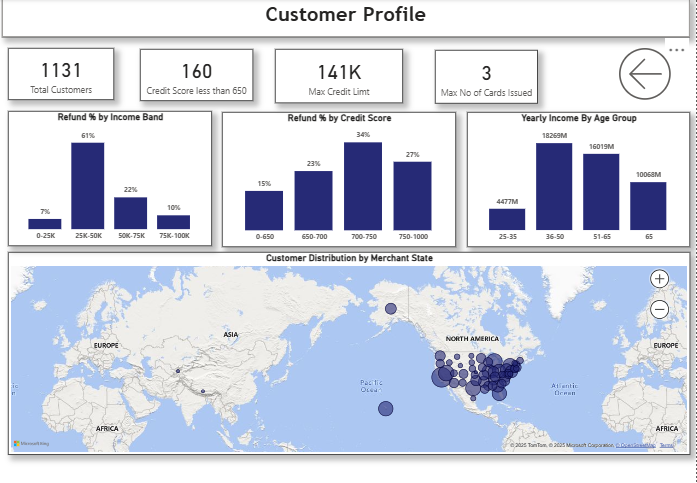 Customer Profile
1131
Total Customers
160
Credit Score less than 650
141K
Max Credit Limt
3
Max No of Cards Issued
Refund % by Income Band
7%
61%
22%
10%
0-25K
25K-50K
50K-75K
75K-100K
Refund % by Credit Score
15%
23%
34%
27%
0-650
650-700
700-750
750-1000
Yearly Income By Age Group
4477M
18269M
16019M
10068M
25-35
36-50
51-65
65
Customer Distribution by Merchant State
EUROPE
ASIA
AFRICA
Pacific
Ocean
NORTH AMERICA
Atlantic
Ocean
EUROPE
AFRICA
Microsoft Bing
© 2025 TomTom, © 2025 Microsoft Corporation, © OpenStreetMap Terms